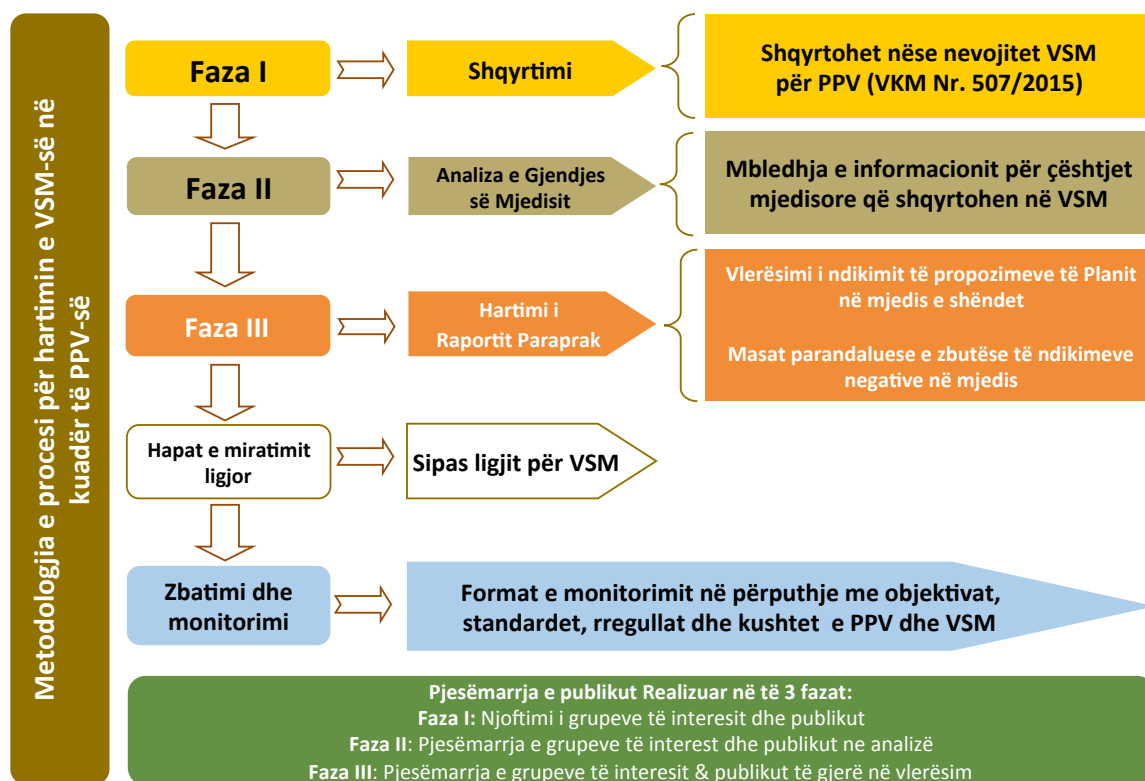 Metodologjia e procesi për hartimin e VSM-së në
kuadër të PPV-së
Faza I
Shqyrtimi
Shqyrtohet nëse nevojitet VSM
për PPV (VKM Nr. 507/2015)
Faza II
Analiza e Gjendjes
së Mjedisit
Mbledhja e informacionit për çështjet
mjedisore që shqyrtohen në VSM
Faza III
Hartimi i
Raportit Paraprak
Vlerësimi i ndikimit të propozimeve të Planit
në mjedis e shëndet
Masat parandaluese e zbutëse të ndikimeve
negative në mjedis
Hapat e miratimit
ligjor
Sipas ligjit për VSM
Zbatimi dhe
monitorimi
Format e monitorimit në përputhje me objektivat,
standardet, rregullat dhe kushtet e PPV dhe VSM
Pjesëmarrja e publikut Realizuar në të 3 fazat:
Faza I: Njoftimi i grupeve të interesit dhe publikut
Faza II: Pjesëmarrja e grupeve të interest dhe publikut ne analizë
Faza III: Pjesëmarrja e grupeve të interesit & publikut të gjerë në vlerësim